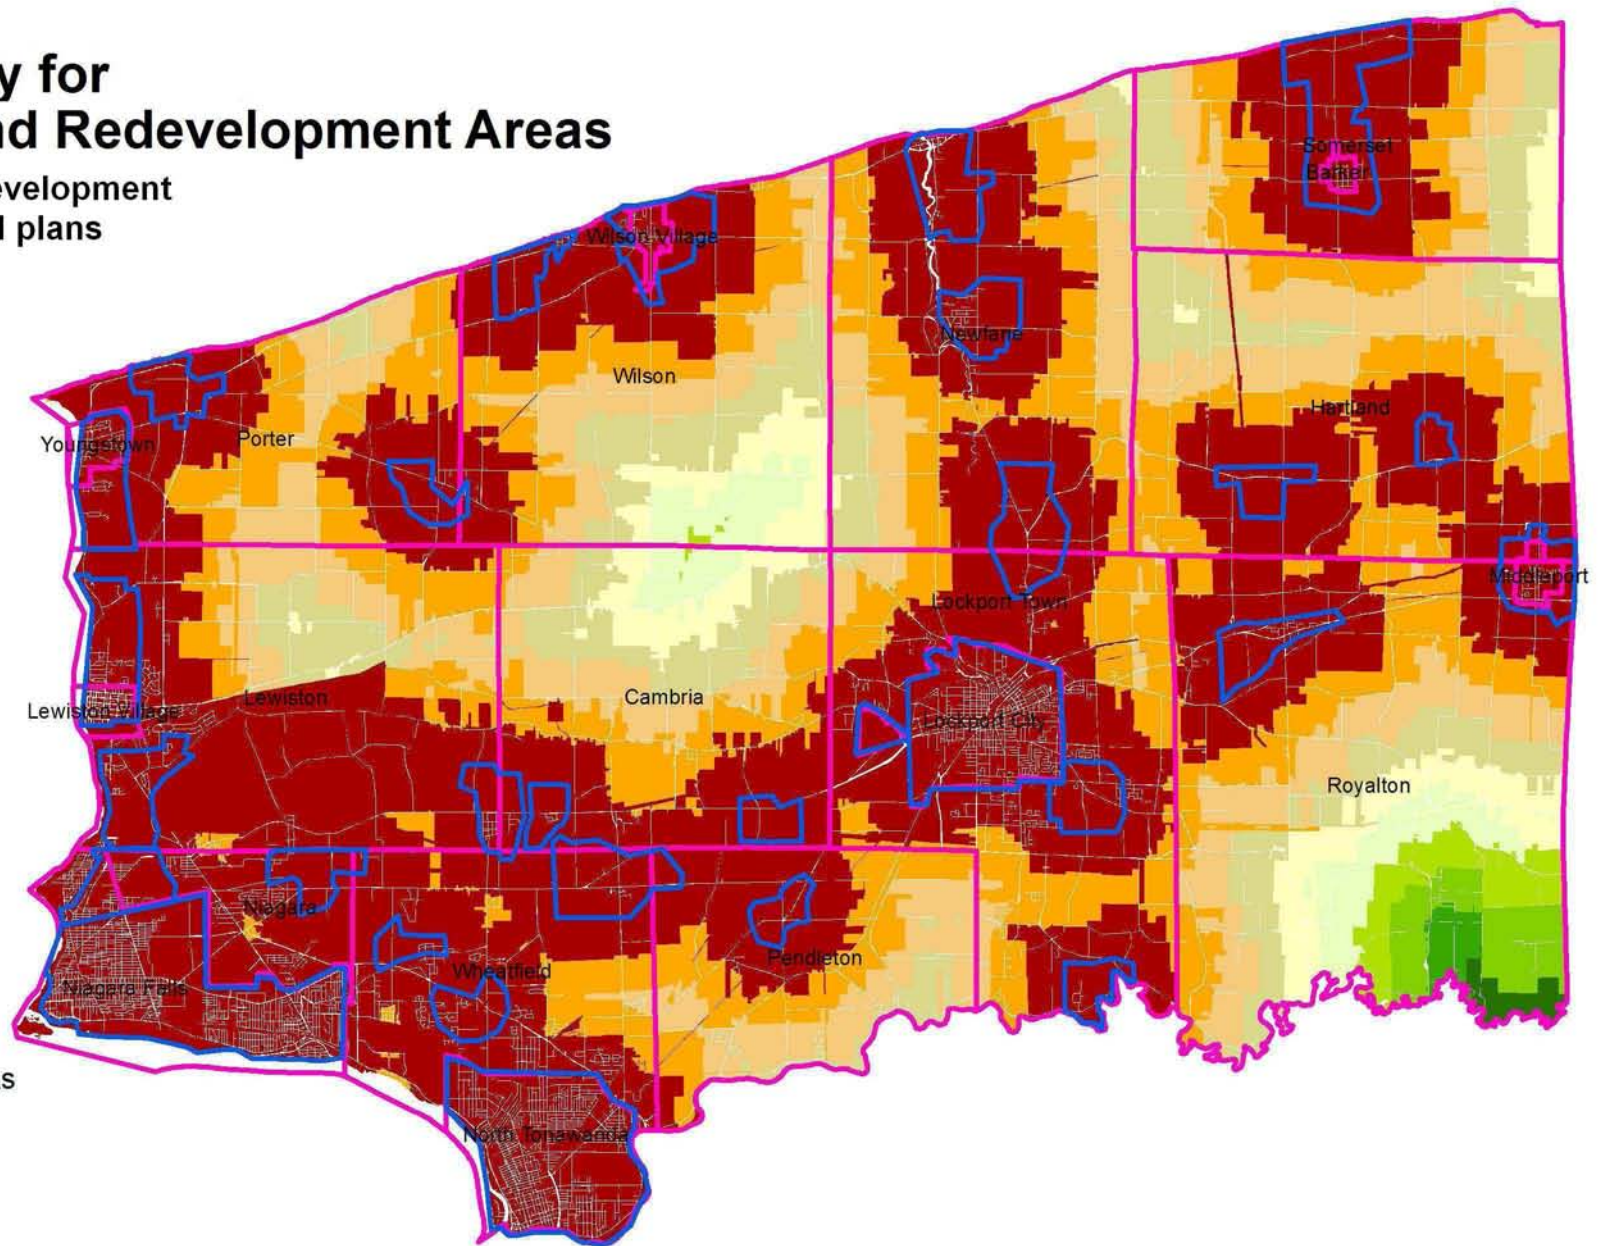 y for
nd Redevelopment Areas
evelopment
l plans
Somerset
Barker
Wilson Village
Newfane
Wilson
Hartland
Youngstown
Porter
Middleport
Lockport Town
Lewiston
Cambria
Lewiston Village
Lockport City
Royalton
Niagara
Pendleton
Wheatfield
Niagara Falls
s
North Tonawanda